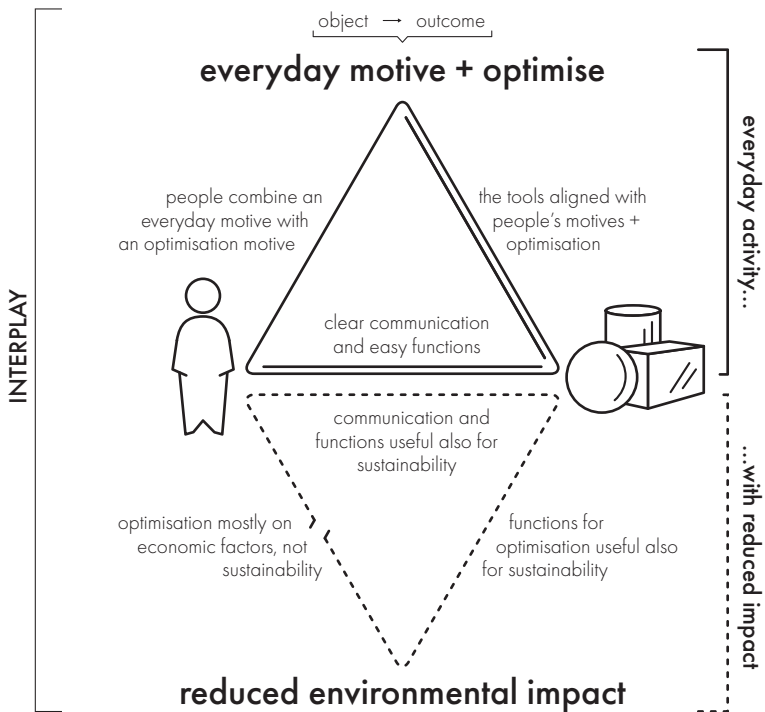 object → outcome
everyday motive + optimise
people combine an
everyday motive with
an optimisation motive
the tools aligned with
people's motives +
optimisation
everyday activity...
clear communication
and easy functions
INTERPLAY
communication and
functions useful also for
sustainability
optimisation mostly on
economic factors, not
sustainability
functions for
optimisation useful also
for sustainability
...with reduced impact
reduced environmental impact